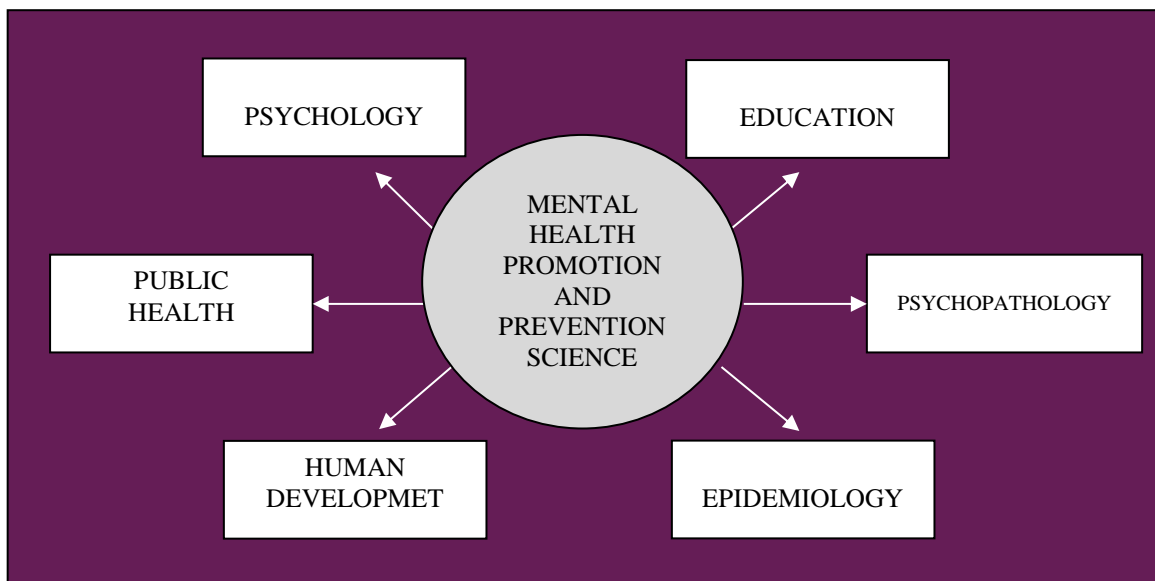 PSYCHOLOGY
EDUCATION
MENTAL
HEALTH
PROMOTION
AND
PREVENTION
SCIENCE
PUBLIC
HEALTH
PSYCHOPATHOLOGY
HUMAN
DEVELOPMET
EPIDEMIOLOGY